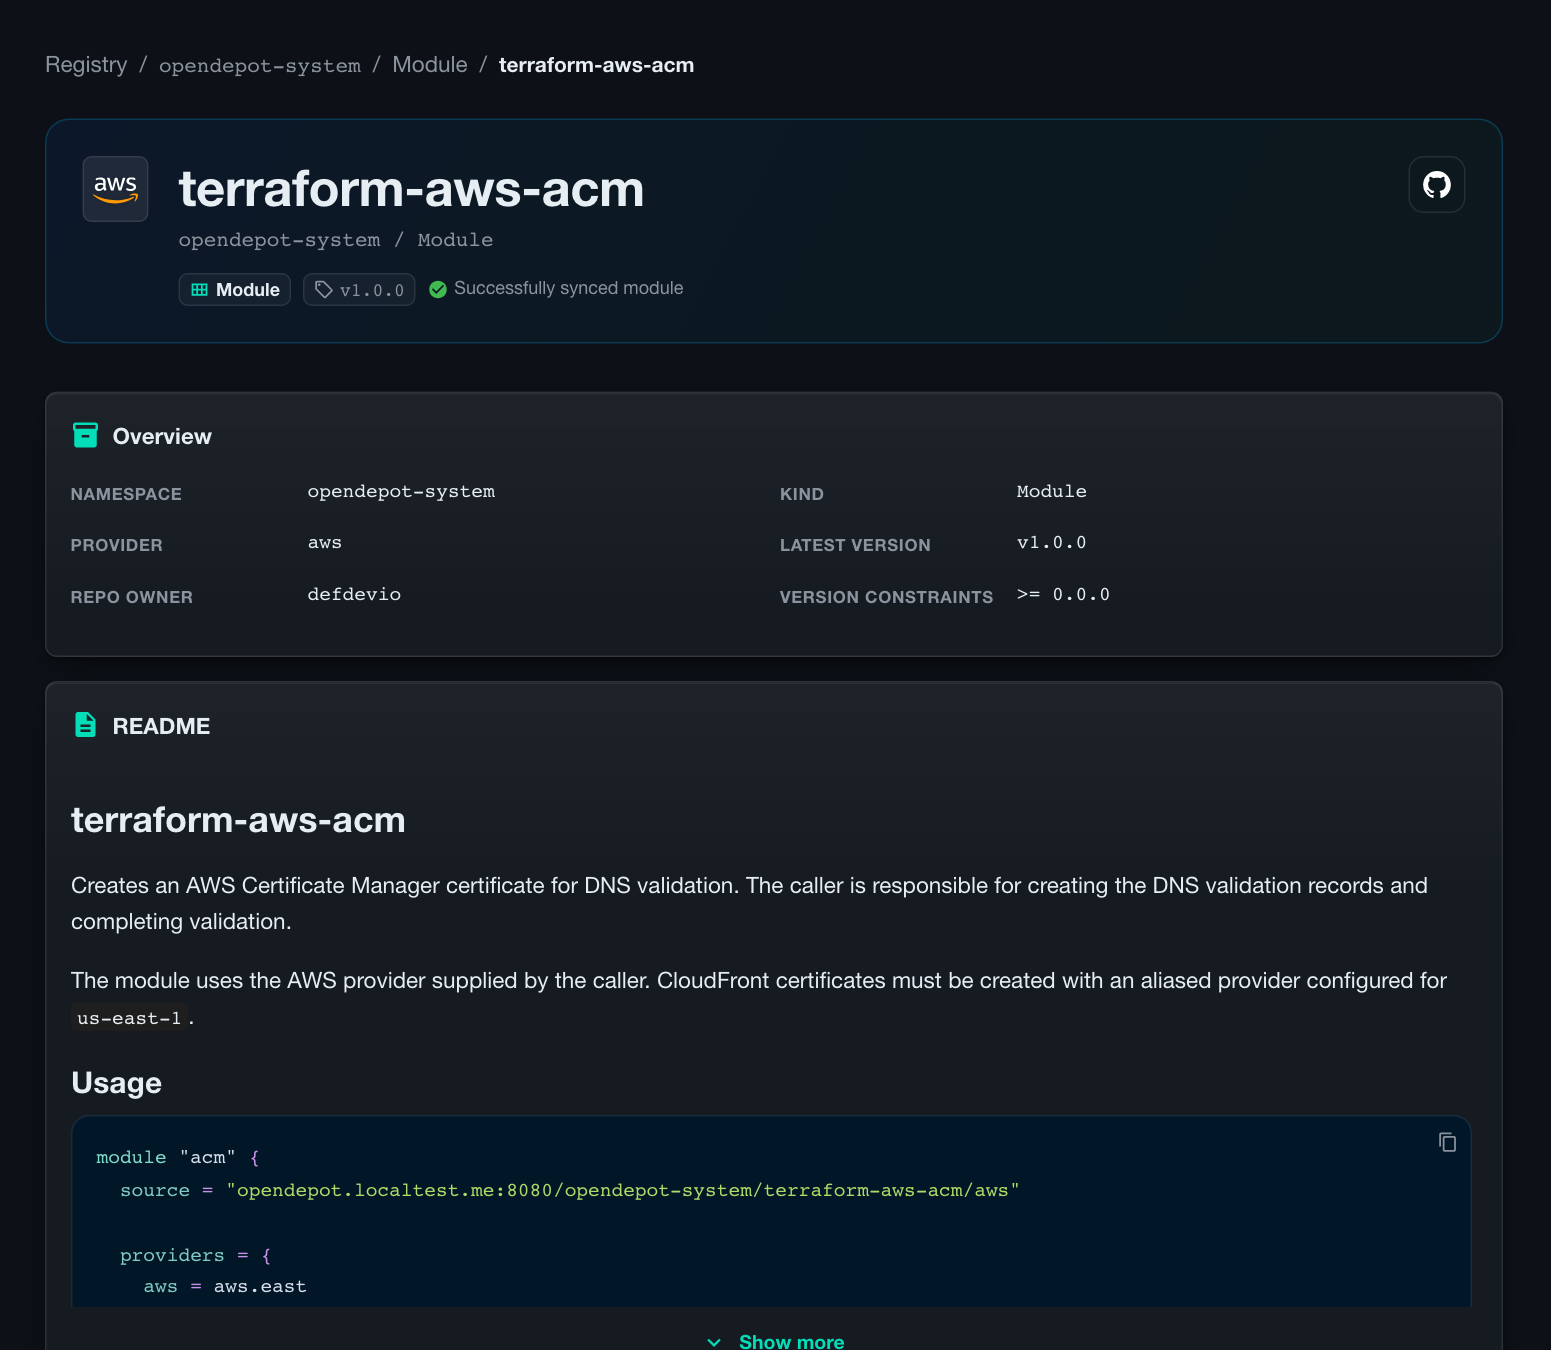 Registry / opendepot-system / Module / terraform-aws-acm
aws
terraform-aws-acm
opendepot-system / Module
Module
v1.0.0
Successfully synced module
Overview
NAMESPACE opendepot-system
KIND Module
PROVIDER aws
LATEST VERSION v1.0.0
REPO OWNER defdevio
VERSION CONSTRAINTS >= 0.0.0
README
terraform-aws-acm
Creates an AWS Certificate Manager certificate for DNS validation. The caller is responsible for creating the DNS validation records and
completing validation.
The module uses the AWS provider supplied by the caller. CloudFront certificates must be created with an aliased provider configured for
us-east-1.
Usage
module "acm" {
  source = "opendepot.localtest.me:8080/opendepot-system/terraform-aws-acm/aws"
  providers = {
    aws = aws.east
Show more